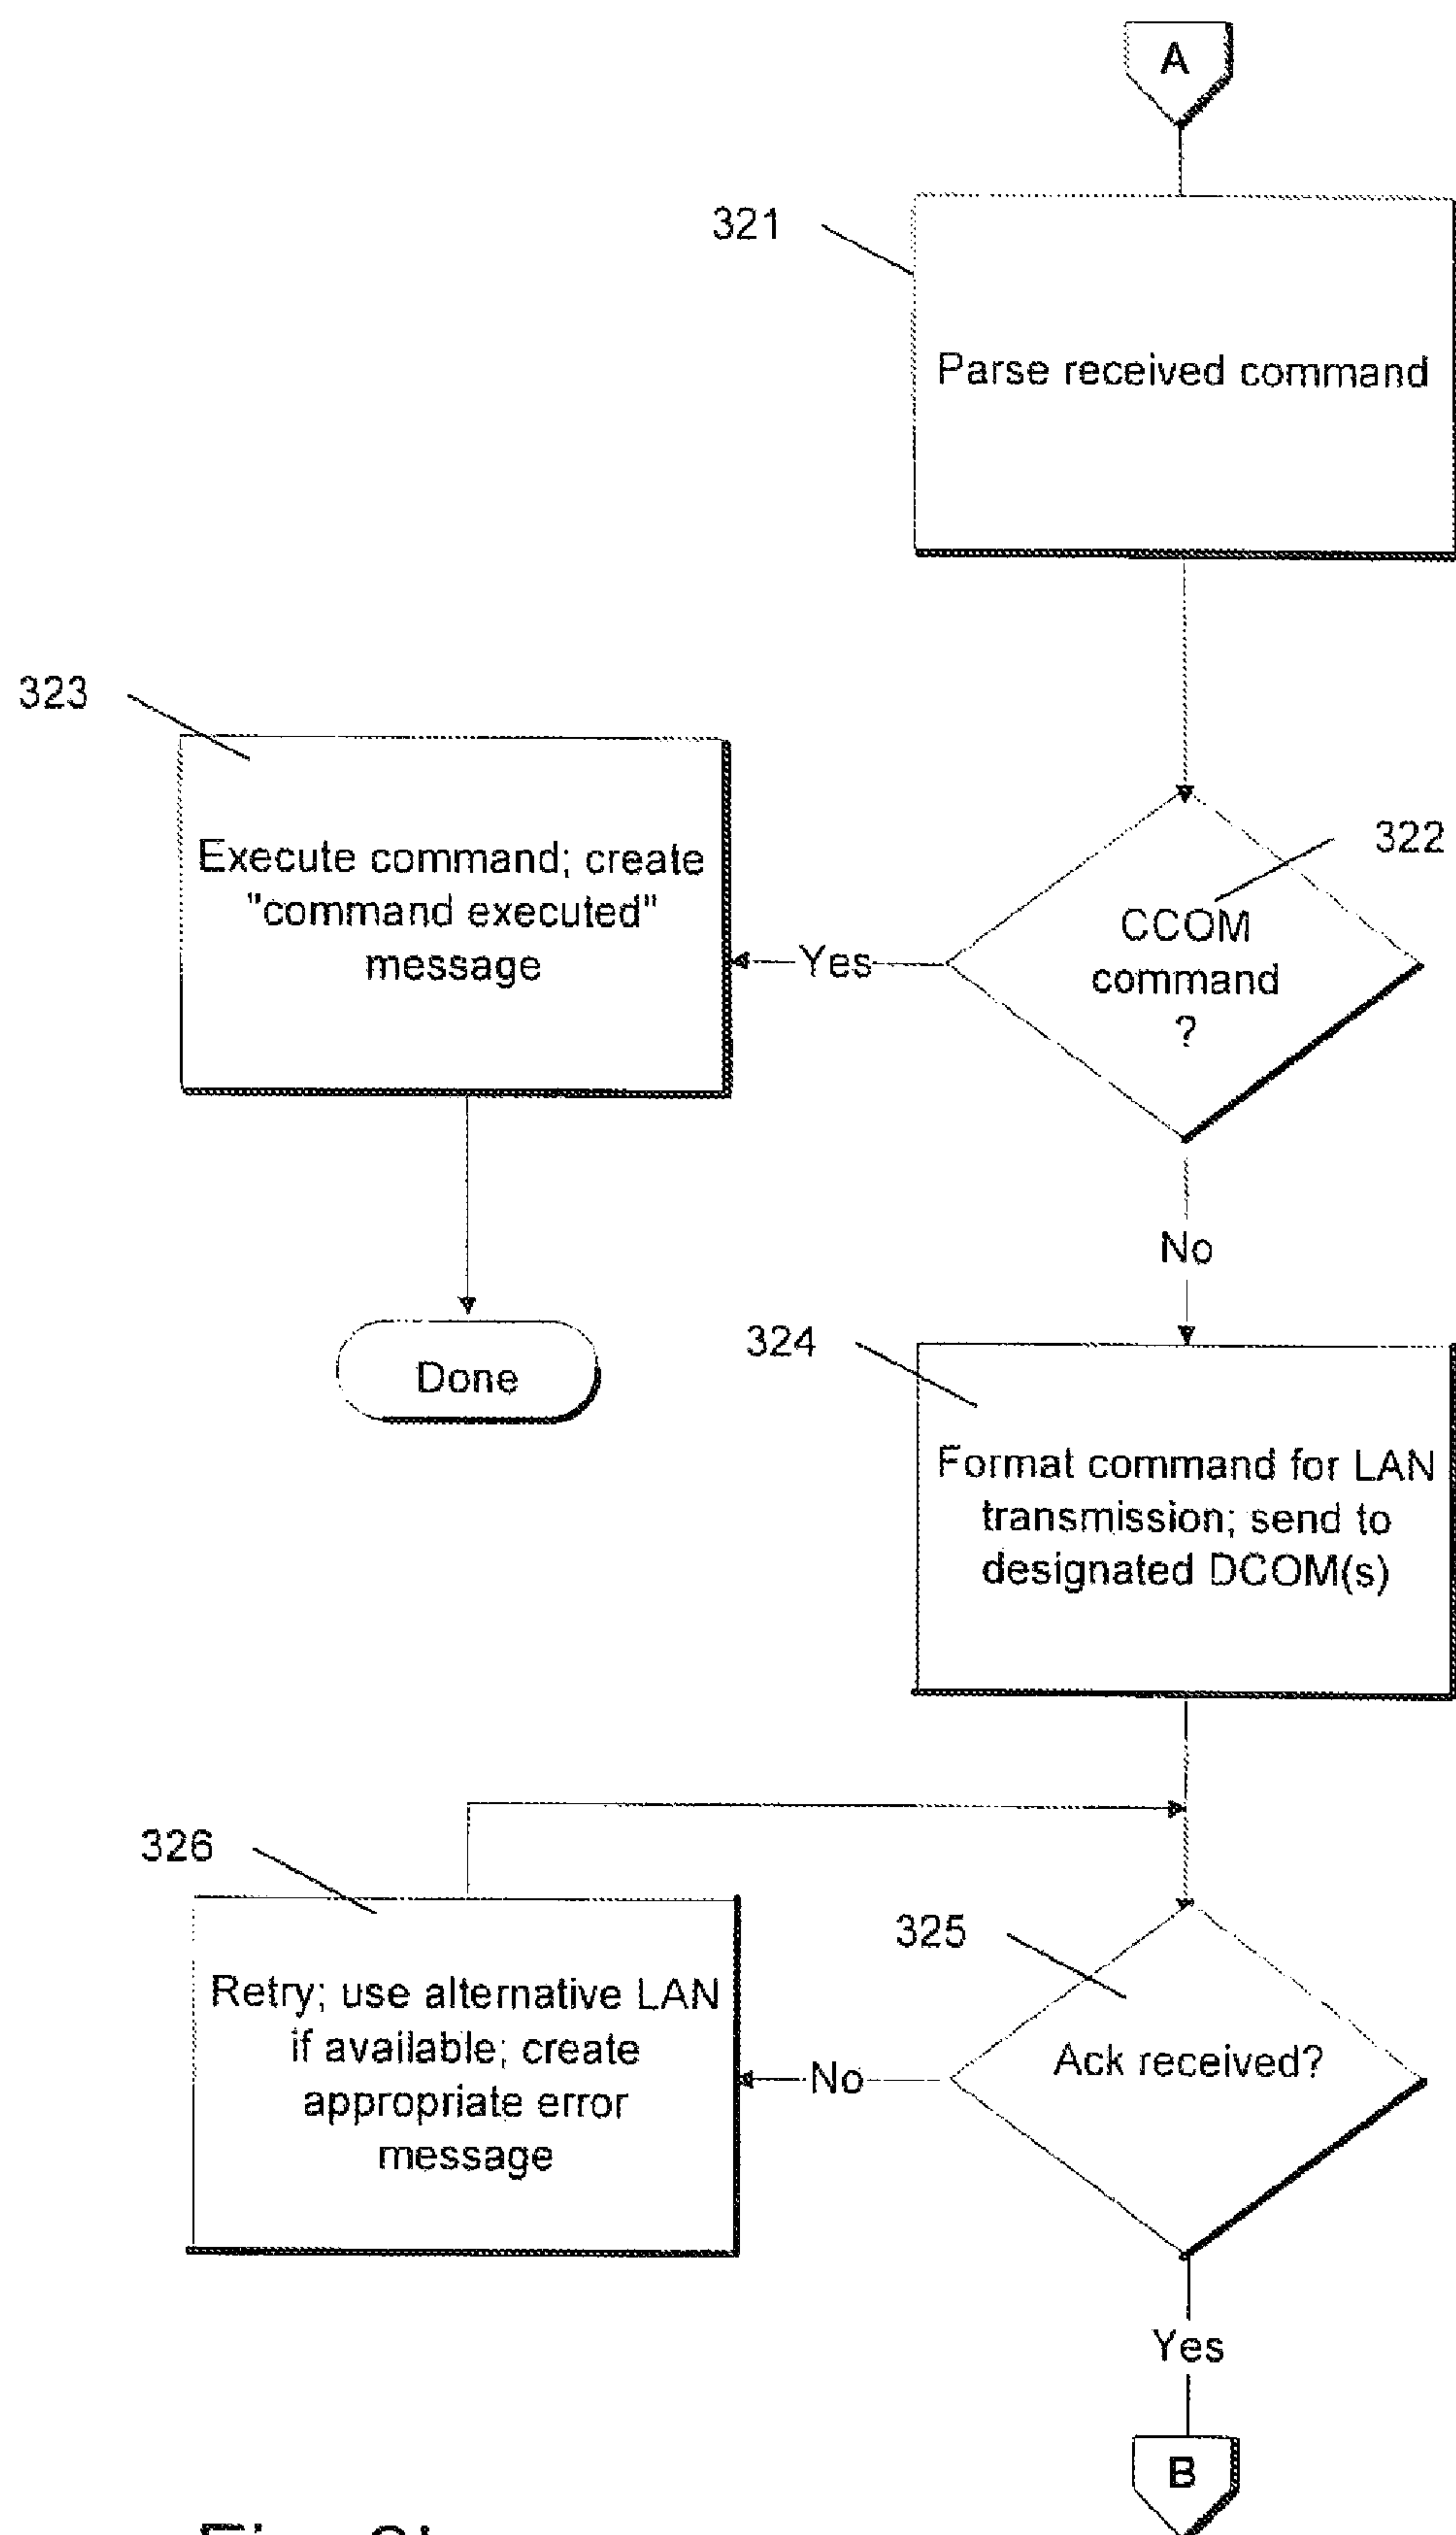 A
321
Parse received command
323
Execute command; create
"command executed"
message
322
CCOM
command
?
Yes
No
Done
324
Format command for LAN
transmission; send to
designated DCOM(s)
326
Retry; use alternative LAN
if available; create
appropriate error
message
325
Ack received?
No
Yes
B